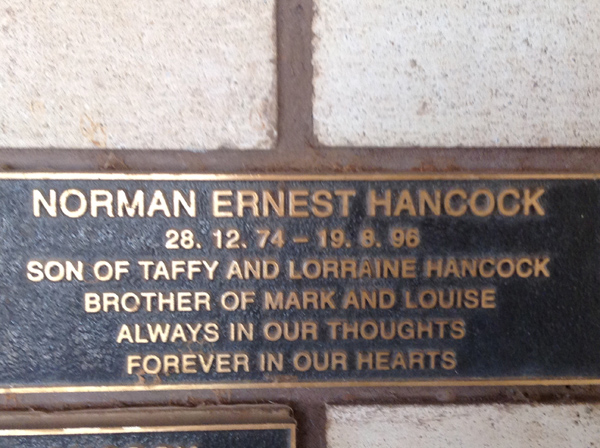 NORMAN ERNEST HANCOCK
28. 12. 74 – 19. 8. 96
SON OF TAFFY AND LORRAINE HANCOCK
BROTHER OF MARK AND LOUISE
ALWAYS IN OUR THOUGHTS
FOREVER IN OUR HEARTS